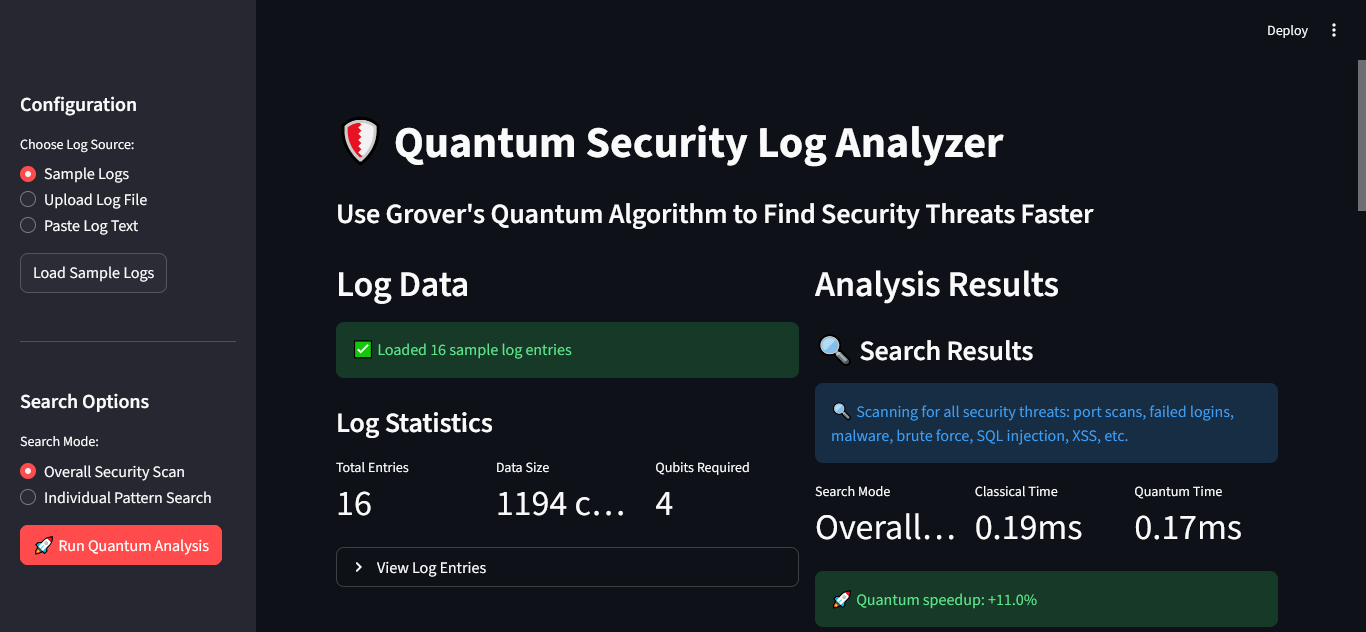 Deploy
Configuration
Choose Log Source:
Sample Logs
Upload Log File
Paste Log Text
Load Sample Logs
Search Options
Search Mode:
Overall Security Scan
Individual Pattern Search
🚀 Run Quantum Analysis
Quantum Security Log Analyzer
Use Grover's Quantum Algorithm to Find Security Threats Faster
Log Data
✅ Loaded 16 sample log entries
Log Statistics
Total Entries
16
Data Size
1194 c...
Qubits Required
4
View Log Entries
Analysis Results
🔍 Search Results
🔍 Scanning for all security threats: port scans, failed logins,
malware, brute force, SQL injection, XSS, etc.
Search Mode
Overall...
Classical Time
0.19ms
Quantum Time
0.17ms
🚀 Quantum speedup: +11.0%